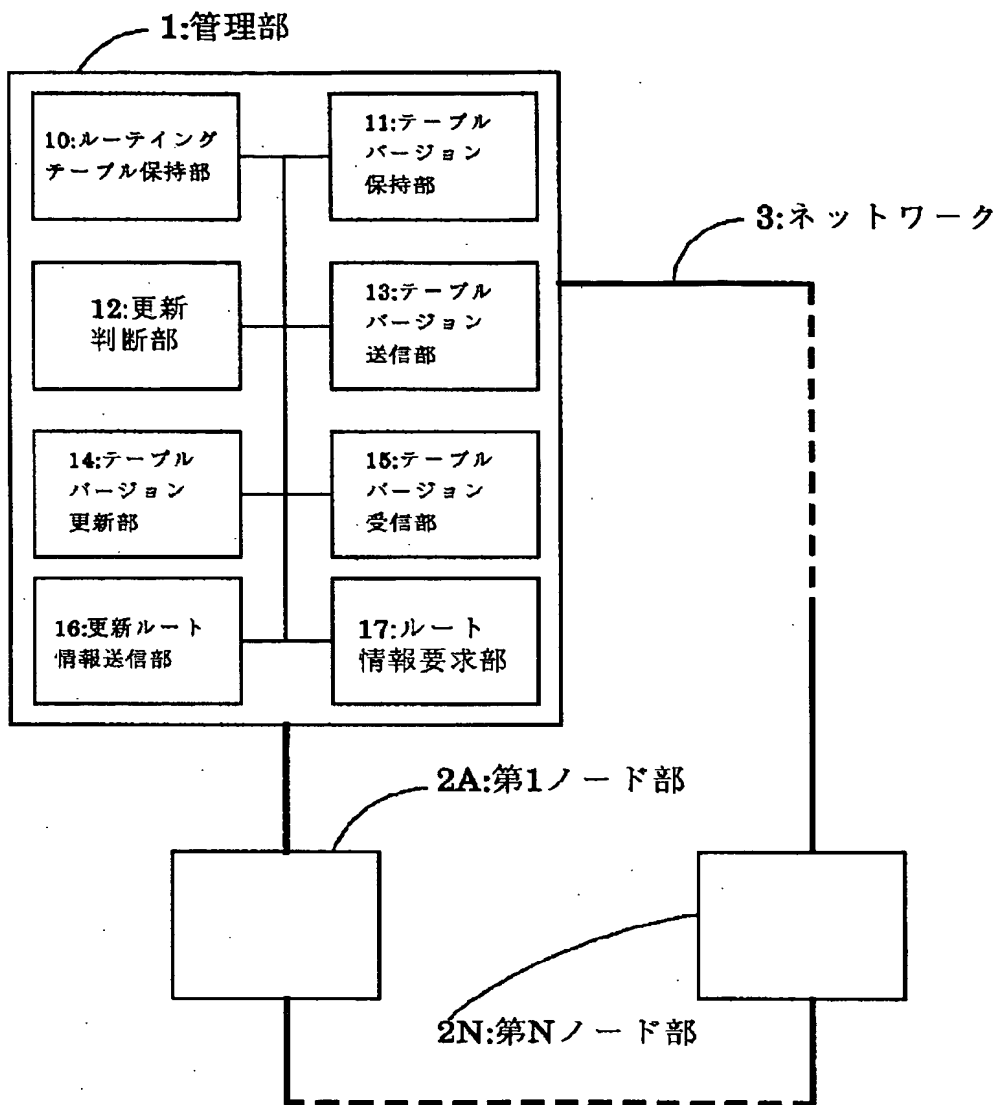 1:管理部
10:ルーテイング
テーブル保持部
11:テーブル
バージョン
保持部
3:ネットワーク
12:更新
判断部
13:テーブル
バージョン
送信部
14:テーブル
バージョン
更新部
15:テーブル
バージョン
受信部
16:更新ルート
情報送信部
17:ルート
情報要求部
2A:第1ノード部
2N:第Nノード部